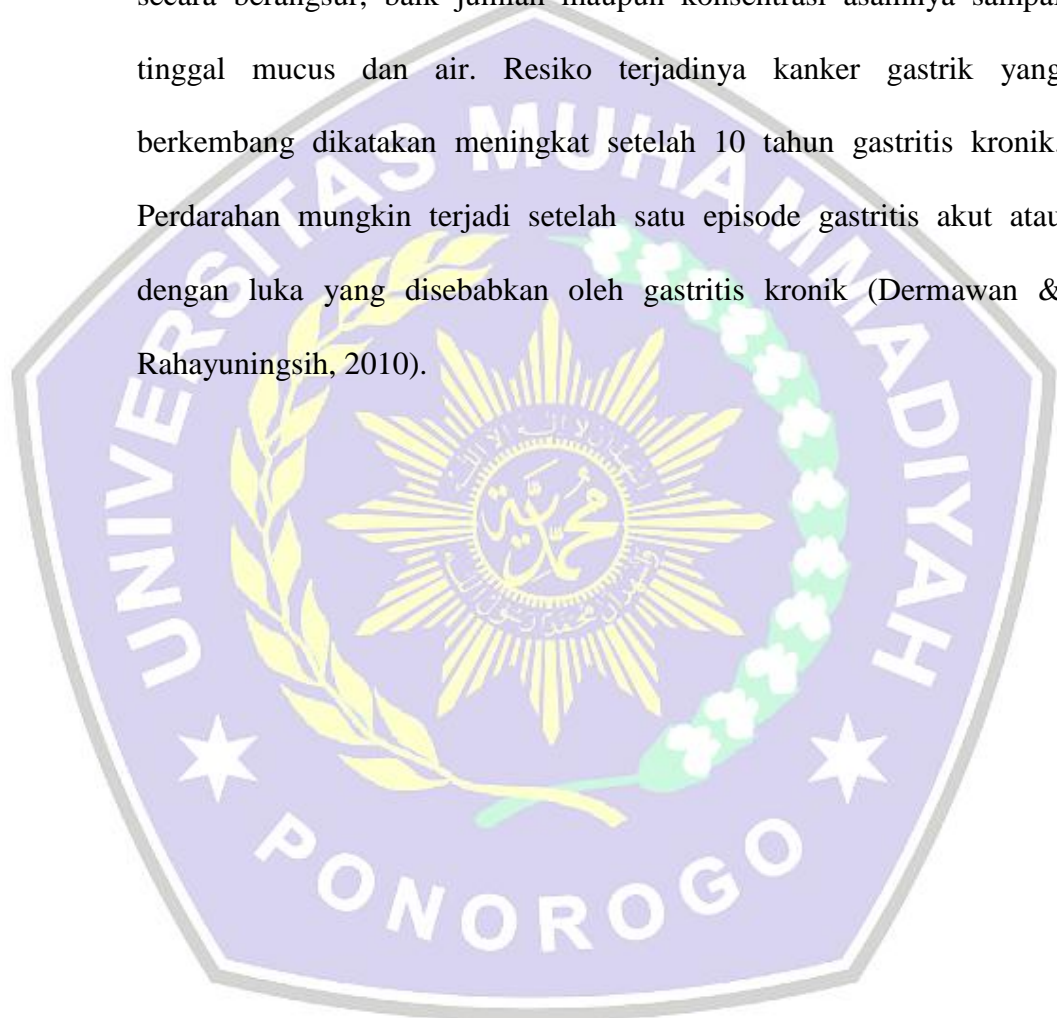 secara berangsur, baik jumlah maupun konsentrasi asamnya sampai
tinggal mucus dan air. Resiko terjadinya kanker gastrik yang
berkembang dikatakan meningkat setelah 10 tahun gastritis kronik.
Perdarahan mungkin terjadi setelah satu episode gastritis akut atau
dengan luka yang disebabkan oleh gastritis kronik (Dermawan &
Rahayuningsih, 2010).
UNIVERSITAS MUHAMMADIYAH
PONOROGO